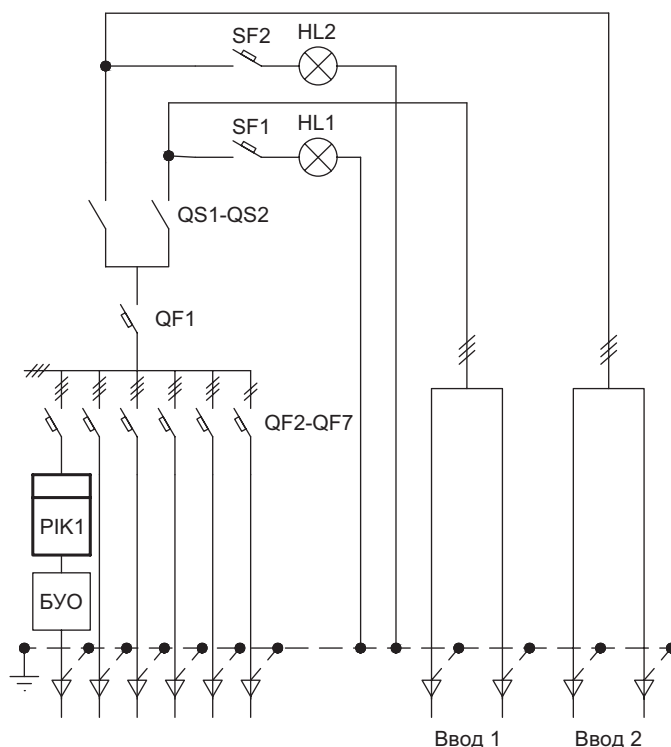 SF2
HL2
SF1
HL1
QS1-QS2
QF1
QF2-QF7
PIK1
БУО
Ввод 1
Ввод 2